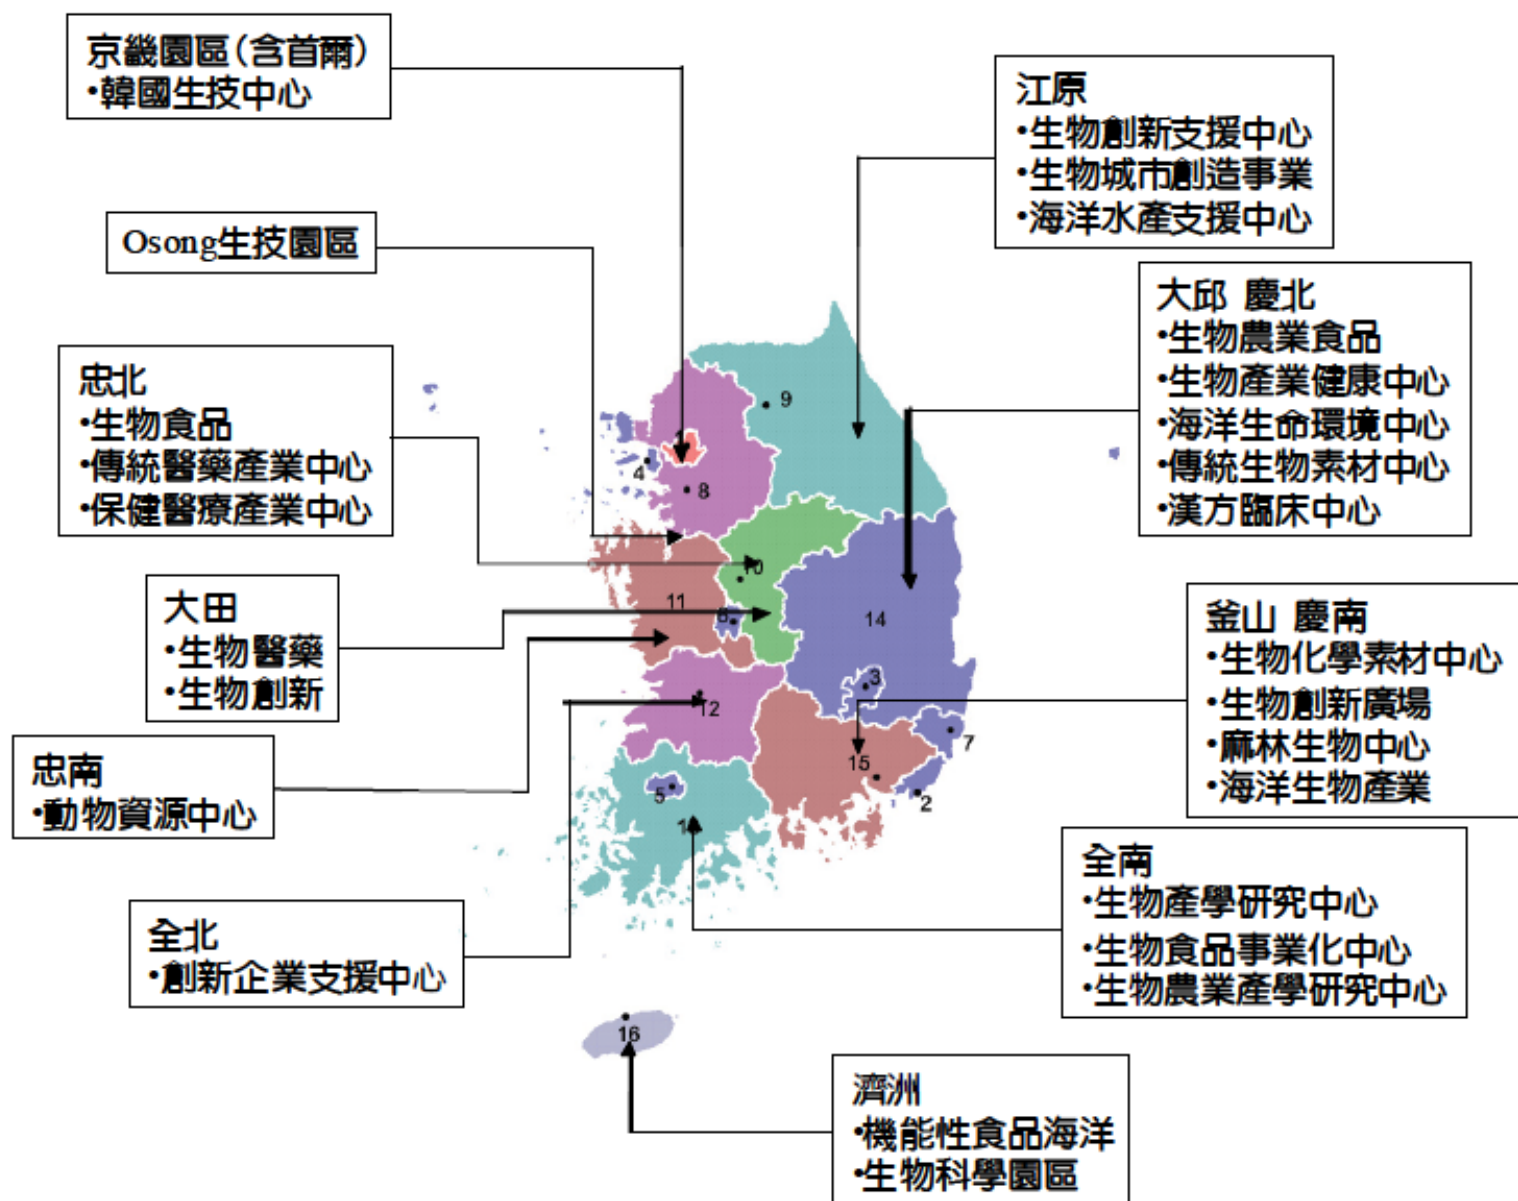 京畿園區(含首爾)
•韓國生技中心
江原
•生物創新支援中心
•生物城市創造事業
•海洋水產支援中心
Osong生技園區
大邱 慶北
•生物農業食品
•生物產業健康中心
•海洋生命環境中心
•傳統生物素材中心
•漢方臨床中心
忠北
•生物食品
•傳統醫藥產業中心
•保健醫療產業中心
大田
•生物醫藥
•生物創新
釜山 慶南
•生物化學素材中心
•生物創新廣場
•麻林生物中心
•海洋生物產業
忠南
•動物資源中心
全南
•生物產學研究中心
•生物食品事業化中心
•生物農業產學研究中心
全北
•創新企業支援中心
濟洲
•機能性食品海洋
•生物科學園區
9
4
8
10
11
6
14
3
12
7
15
5
2
16